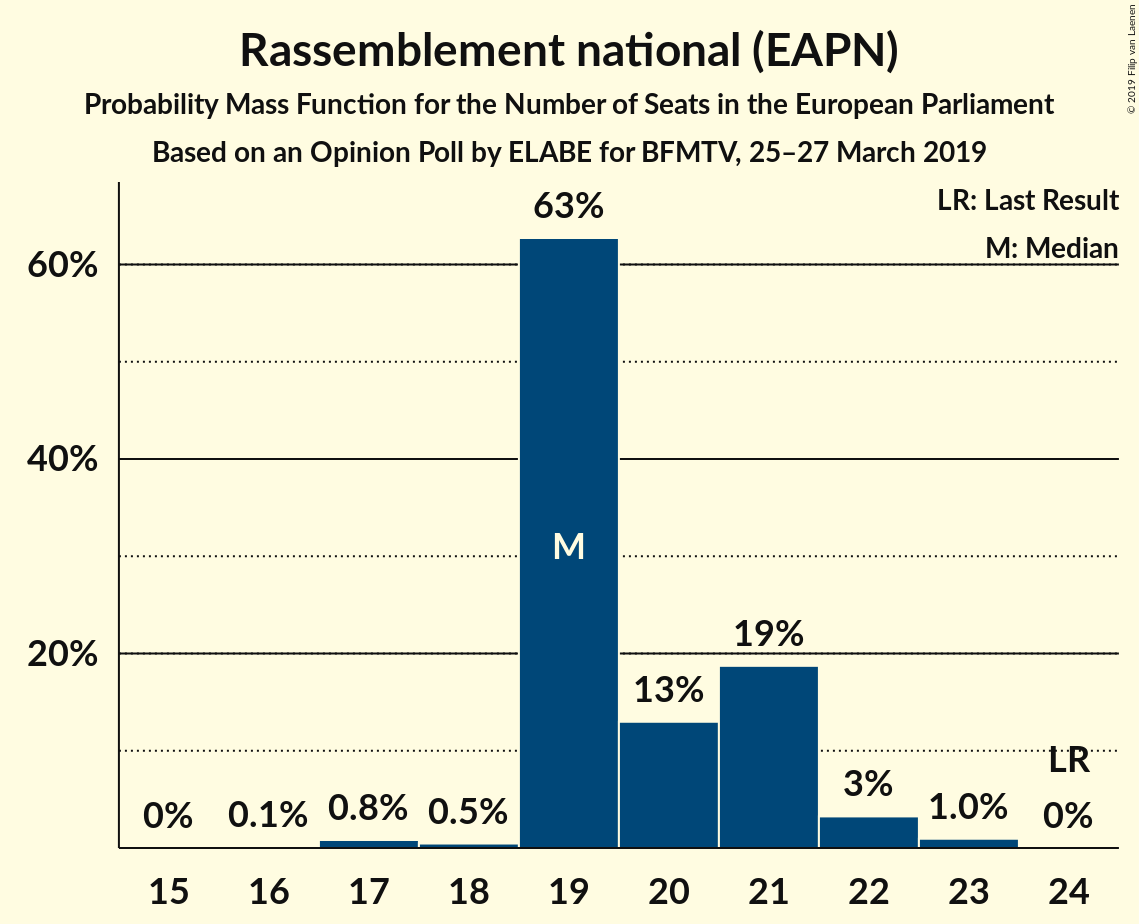 Rassemblement national (EAPN)
Probability Mass Function for the Number of Seats in the European Parliament
Based on an Opinion Poll by ELABE for BFMTV, 25–27 March 2019
© 2019 Filip van Laenen
LR: Last Result
M: Median
60%
40%
20%
0%
0.1%
0.8%
0.5%
63%
M
13%
19%
3%
1.0%
LR
0%
15 16 17 18 19 20 21 22 23 24